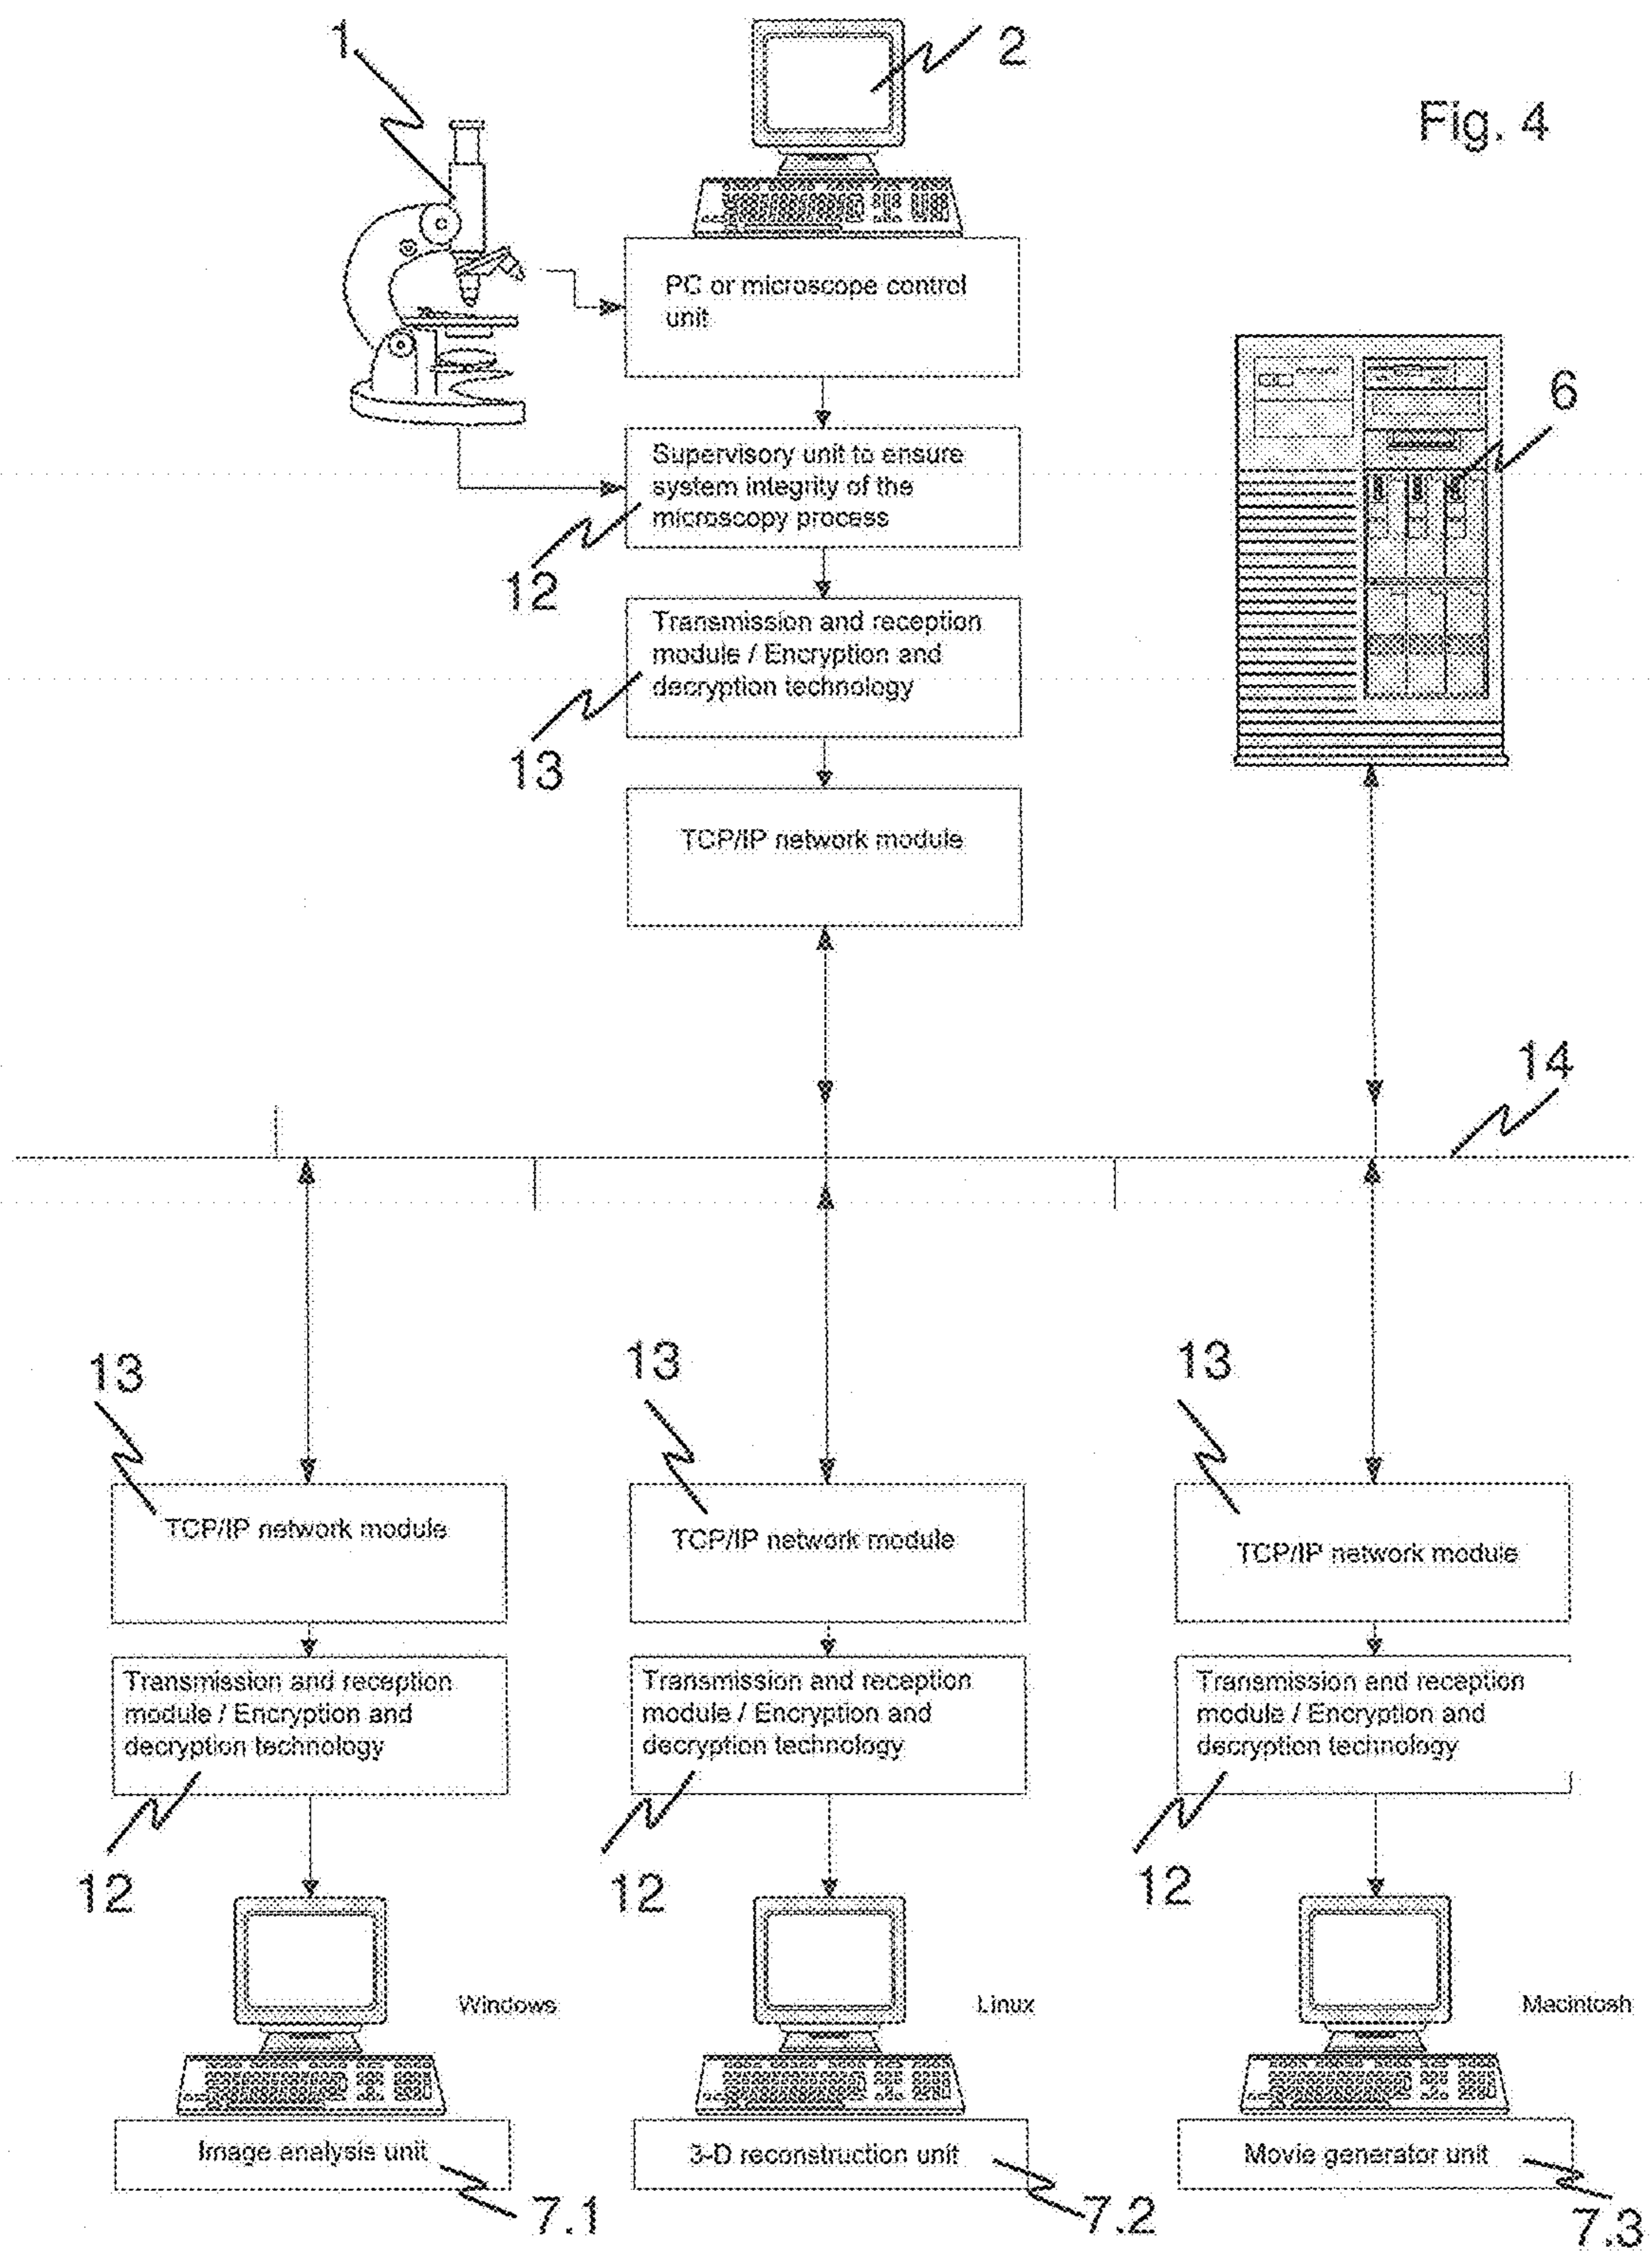 1
2
Fig. 4
PC or microscope control
unit
6
Supervisory unit to ensure
system integrity of the
microscopy process
12
Transmission and reception
module / Encryption and
decryption technology
13
TCP/IP network module
14
13
13
13
TCP/IP network module
TCP/IP network module
TCP/IP network module
Transmission and reception
module / Encryption and
decryption technology
Transmission and reception
module / Encryption and
decryption technology
Transmission and reception
module / Encryption and
decryption technology
12
12
12
Windows
Linux
Macintosh
Image analysis unit
3-D reconstruction unit
Movie generator unit
7.1
7.2
7.3